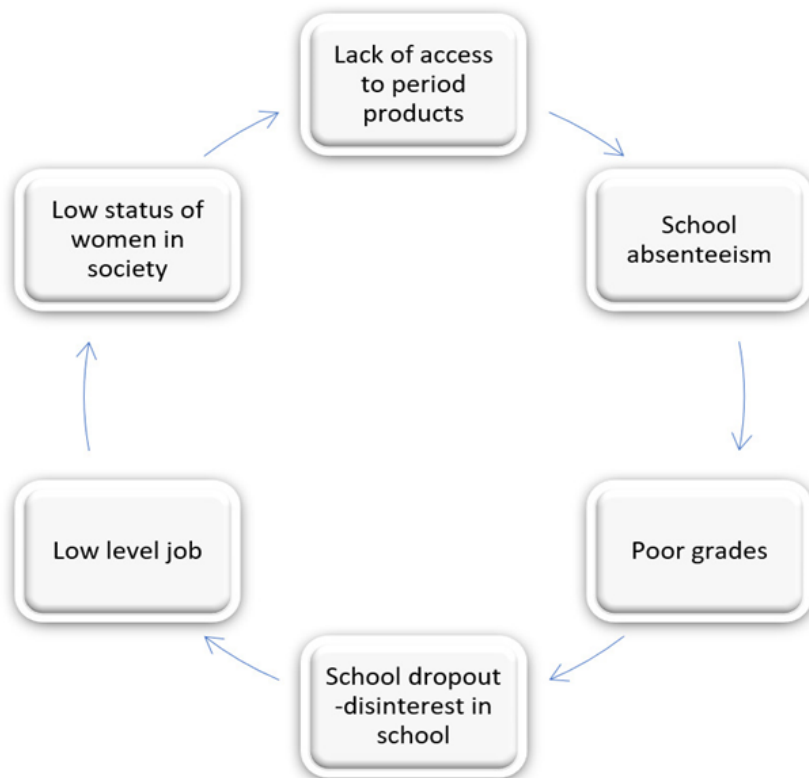 Lack of access
to period
products
School
absenteeism
Poor grades
School dropout
-disinterest in
school
Low level job
Low status of
women in
society